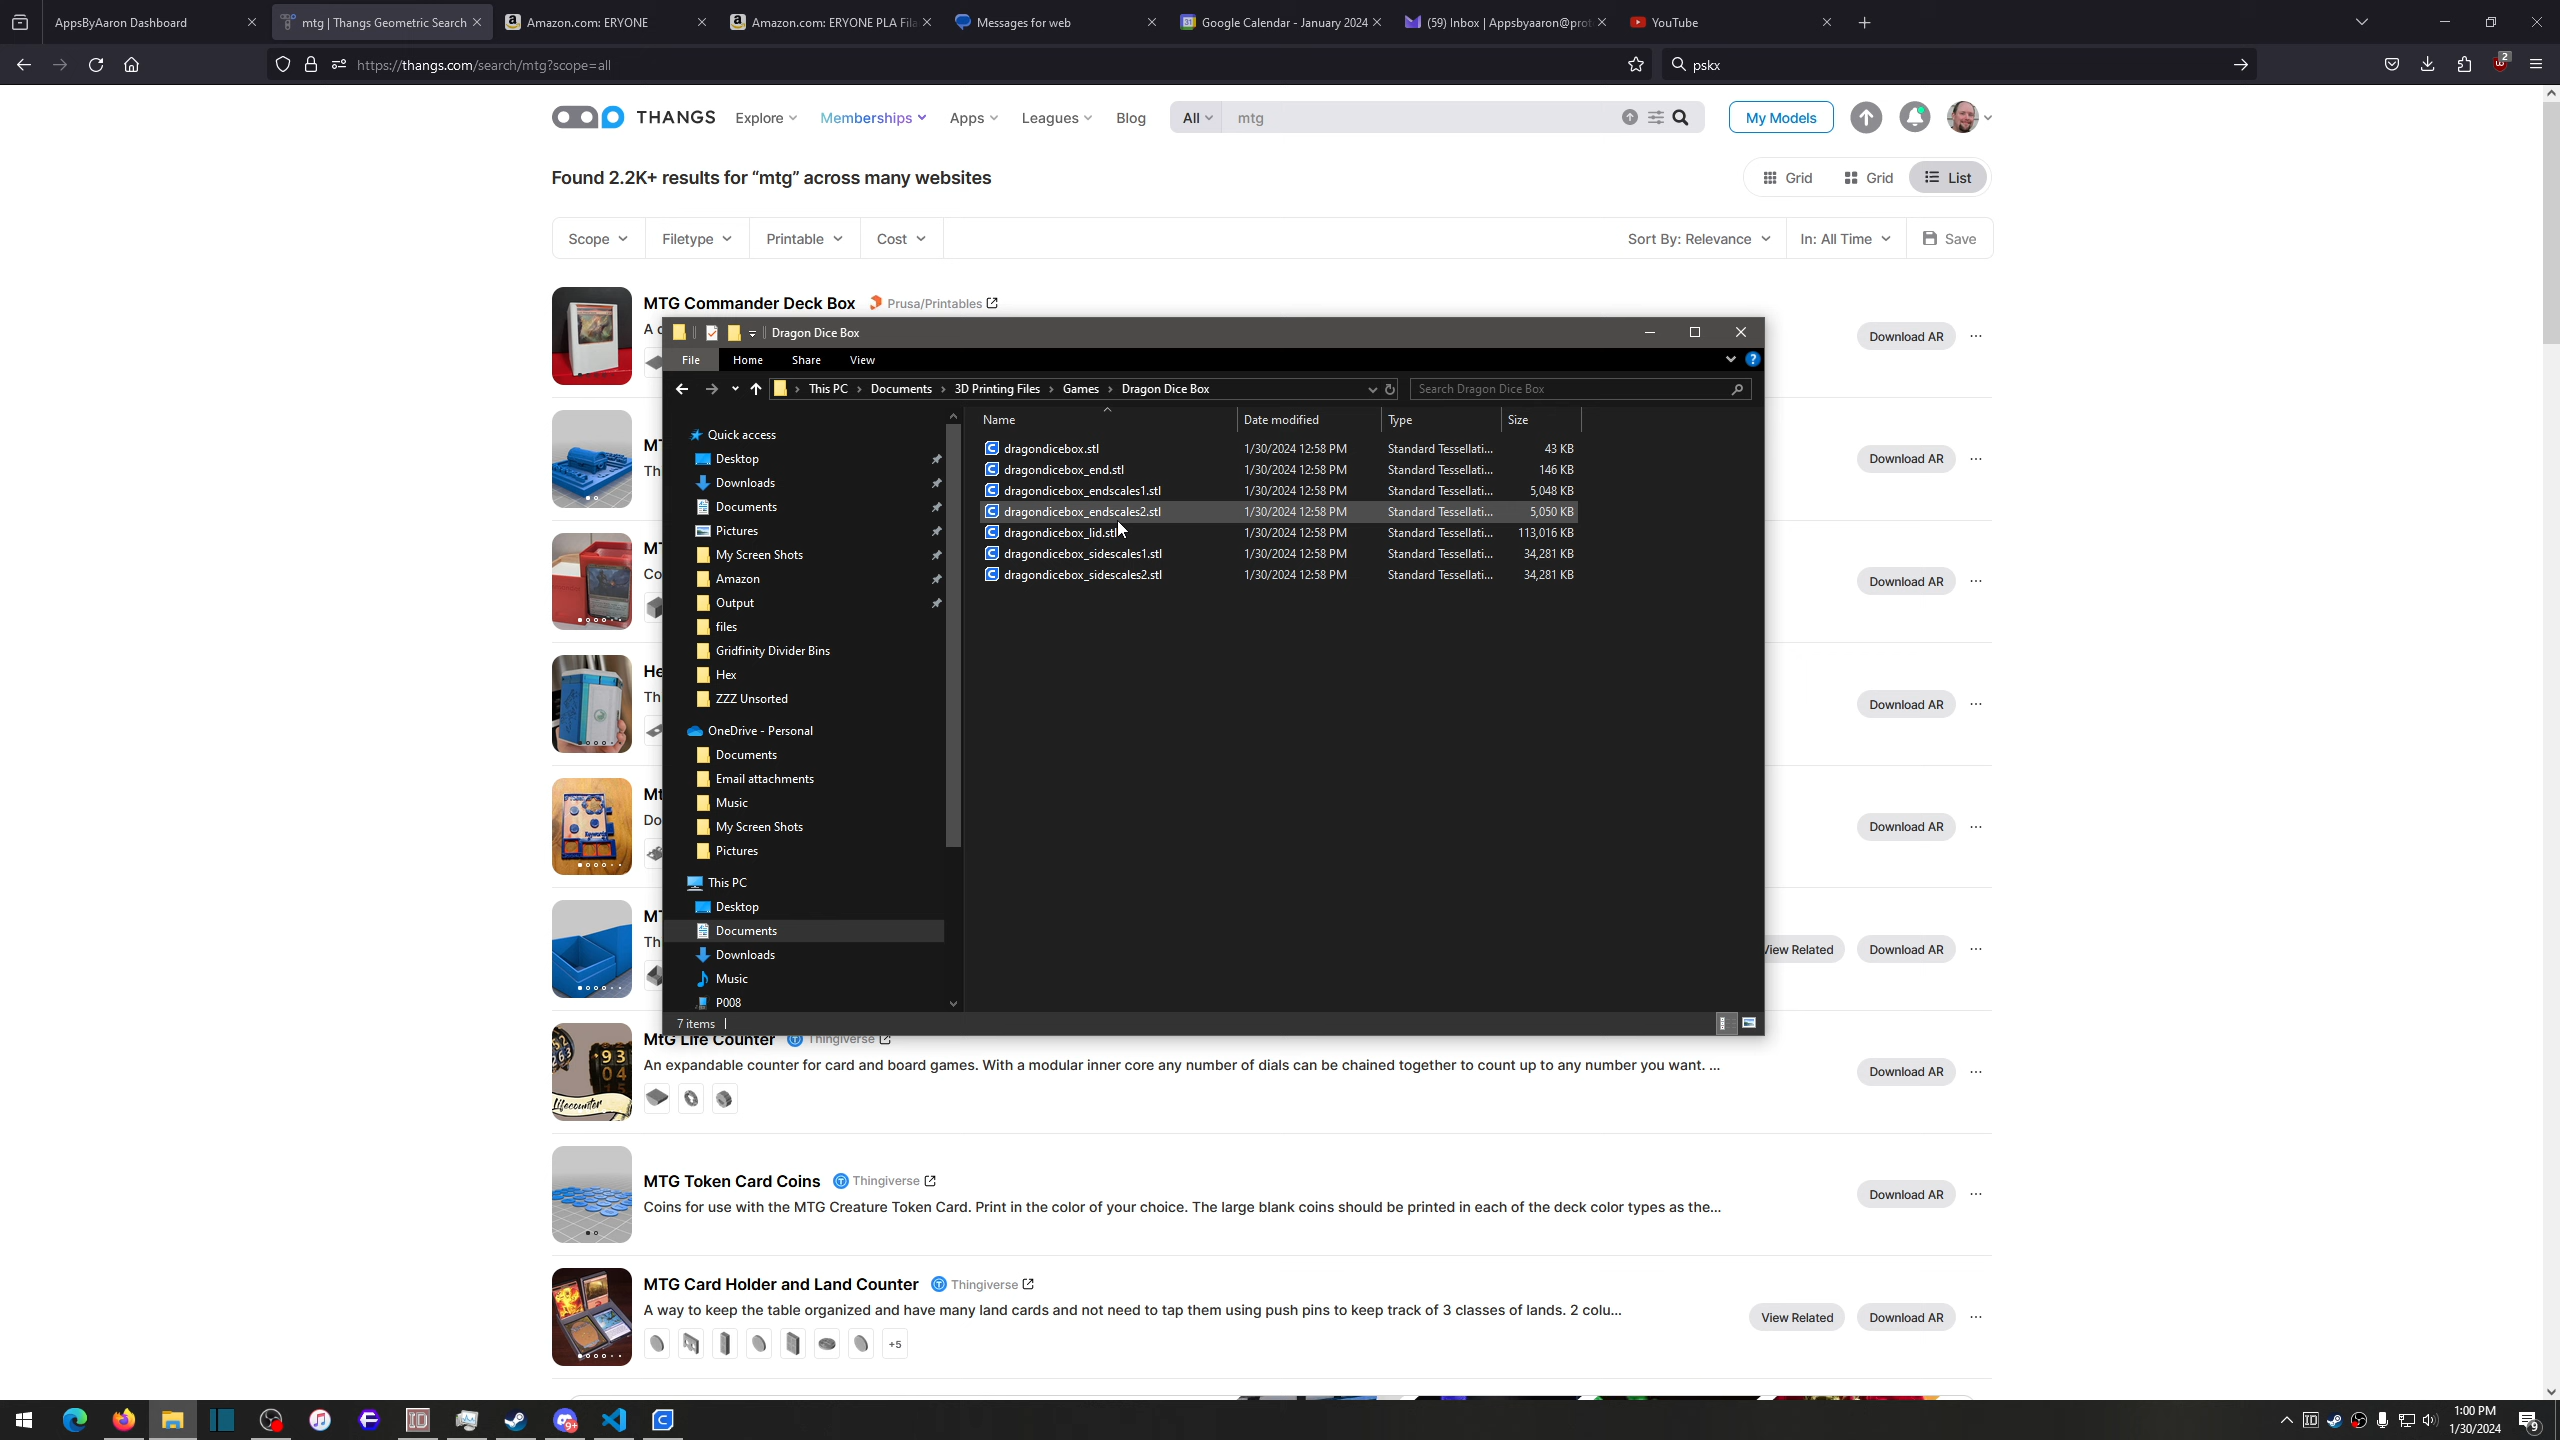 AppsByAaron Dashboard
mtg | Thangs Geometric Search
Amazon.com: ERYONE
Amazon.com: ERYONE PLA Fila
Messages for web
Google Calendar - January 2024
(59) Inbox | Appsbyaaron@prot
YouTube
https://thangs.com/search/mtg?scope=all
pskx
2
THANGS
Explore
Memberships
Apps
Leagues
Blog
All
mtg
My Models
Found 2.2K+ results for “mtg” across many websites
Grid
Grid
List
Scope
Filetype
Printable
Cost
Sort By: Relevance
In: All Time
Save
MTG Commander Deck Box
Prusa/Printables
Download AR
Dragon Dice Box
File
Home
Share
View
This PC
Documents
3D Printing Files
Games
Dragon Dice Box
Search Dragon Dice Box
Name
Date modified
Type
Size
dragondicebox.stl 1/30/2024 12:58 PM Standard Tessellati... 43 KB
dragondicebox_end.stl 1/30/2024 12:58 PM Standard Tessellati... 146 KB
dragondicebox_endscales1.stl 1/30/2024 12:58 PM Standard Tessellati... 5,048 KB
dragondicebox_endscales2.stl 1/30/2024 12:58 PM Standard Tessellati... 5,050 KB
dragondicebox_lid.stl 1/30/2024 12:58 PM Standard Tessellati... 113,016 KB
dragondicebox_sidescales1.stl 1/30/2024 12:58 PM Standard Tessellati... 34,281 KB
dragondicebox_sidescales2.stl 1/30/2024 12:58 PM Standard Tessellati... 34,281 KB
Quick access
Desktop
Downloads
Documents
Pictures
My Screen Shots
Amazon
Output
files
Gridfinity Divider Bins
Hex
ZZZ Unsorted
OneDrive - Personal
Documents
Email attachments
Music
My Screen Shots
Pictures
This PC
Desktop
Documents
Downloads
Music
P008
7 items
Download AR
Download AR
Download AR
Download AR
View Related
Download AR
MtG Life Counter
Thingiverse
An expandable counter for card and board games. With a modular inner core any number of dials can be chained together to count up to any number you want. ...
Download AR
Lifecounter
MTG Token Card Coins
Thingiverse
Coins for use with the MTG Creature Token Card. Print in the color of your choice. The large blank coins should be printed in each of the deck color types as the...
Download AR
MTG Card Holder and Land Counter
Thingiverse
A way to keep the table organized and have many land cards and not need to tap them using push pins to keep track of 3 classes of lands. 2 colu...
+5
View Related
Download AR
1:00 PM
1/30/2024
9